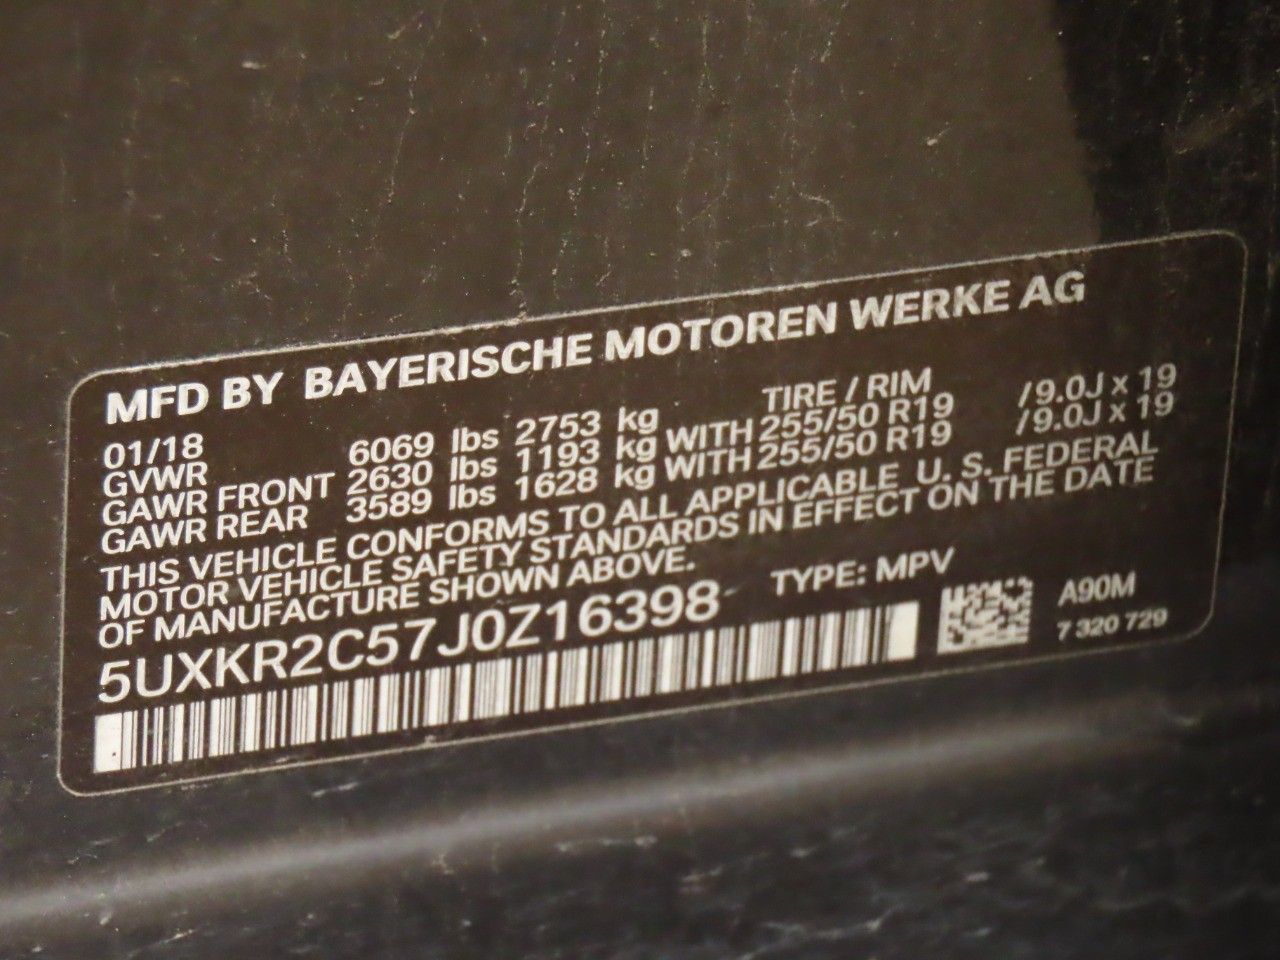 MFD BY BAYERISCHE MOTOREN WERKE AG
01/18 TIRE / RIM
GVWR 6069 lbs 2753 kg
GAWR FRONT 2630 lbs 1193 kg WITH 255/50 R19 /9.0J x 19
GAWR REAR 3589 lbs 1628 kg WITH 255/50 R19 /9.0J x 19
THIS VEHICLE CONFORMS TO ALL APPLICABLE U. S. FEDERAL
MOTOR VEHICLE SAFETY STANDARDS IN EFFECT ON THE DATE
OF MANUFACTURE SHOWN ABOVE.
5UXKR2C57J0Z16398 TYPE: MPV
A90M
7 320 729